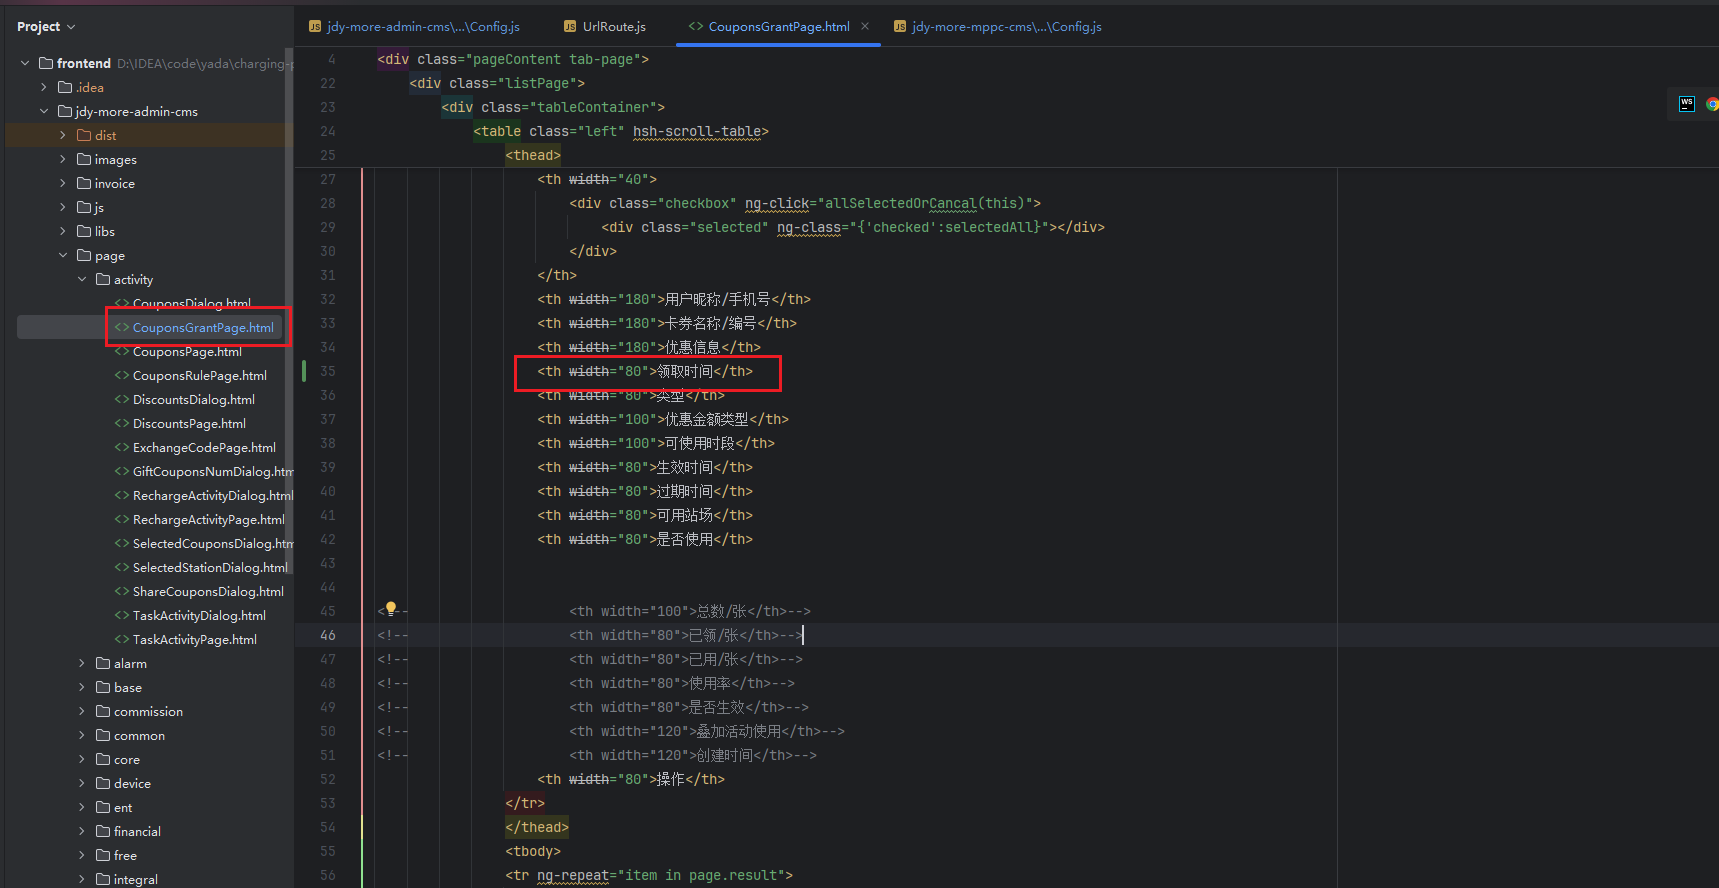 Project
jdy-more-admin-cms\...\Config.js
UrlRoute.js
CouponsGrantPage.html
jdy-more-mppc-cms\...\Config.js
frontend D:\IDEA\code\yada\charging-p
.idea
jdy-more-admin-cms
dist
images
invoice
js
libs
page
activity
CouponsDialog.html
CouponsGrantPage.html
CouponsPage.html
CouponsRulePage.html
DiscountsDialog.html
DiscountsPage.html
ExchangeCodePage.html
GiftCouponsNumDialog.htm
RechargeActivityDialog.html
RechargeActivityPage.html
SelectedCouponsDialog.htm
SelectedStationDialog.html
ShareCouponsDialog.html
TaskActivityDialog.html
TaskActivityPage.html
alarm
base
commission
common
core
device
ent
financial
free
integral
4 <div class="pageContent tab-page">
22 <div class="listPage">
23 <div class="tableContainer">
24 <table class="left" hsh-scroll-table>
25 <thead>
27 <th width="40">
28 <div class="checkbox" ng-click="allSelectedOrCancal(this)">
29 <div class="selected" ng-class="{'checked':selectedAll}"></div>
30 </div>
31 </th>
32 <th width="180">用户昵称/手机号</th>
33 <th width="180">卡券名称/编号</th>
34 <th width="180">优惠信息</th>
35 <th width="80">领取时间</th>
36 <th width="80">类型</th>
37 <th width="100">优惠金额类型</th>
38 <th width="100">可使用时段</th>
39 <th width="80">生效时间</th>
40 <th width="80">过期时间</th>
41 <th width="80">可用站场</th>
42 <th width="80">是否使用</th>
43
44
45 <!-- <th width="100">总数/张</th>-->
46 <!-- <th width="80">已领/张</th>-->
47 <!-- <th width="80">已用/张</th>-->
48 <!-- <th width="80">使用率</th>-->
49 <!-- <th width="80">是否生效</th>-->
50 <!-- <th width="120">叠加活动使用</th>-->
51 <!-- <th width="120">创建时间</th>-->
52 <th width="80">操作</th>
53 </tr>
54 </thead>
55 <tbody>
56 <tr ng-repeat="item in page.result">
WS